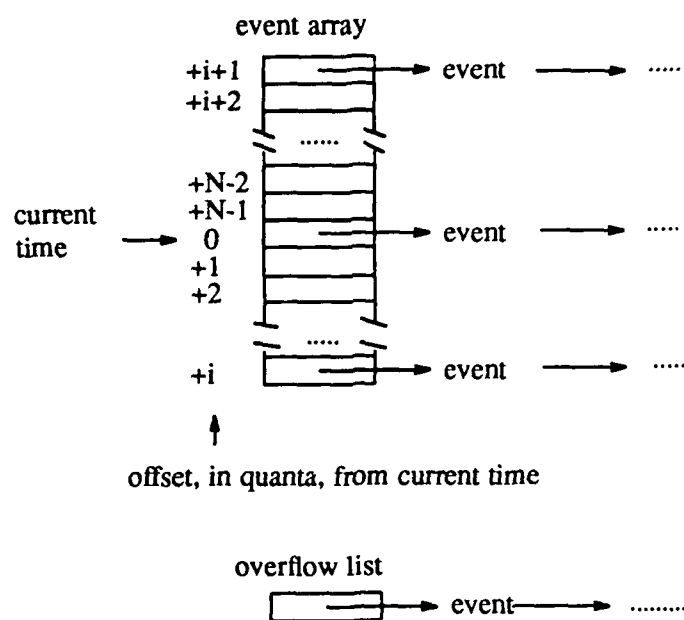 event array
+i+1 event ......
+i+2
......
+N-2
+N-1
current time
0 event ......
+1
+2
......
+i event ......
offset, in quanta, from current time
overflow list
event .........